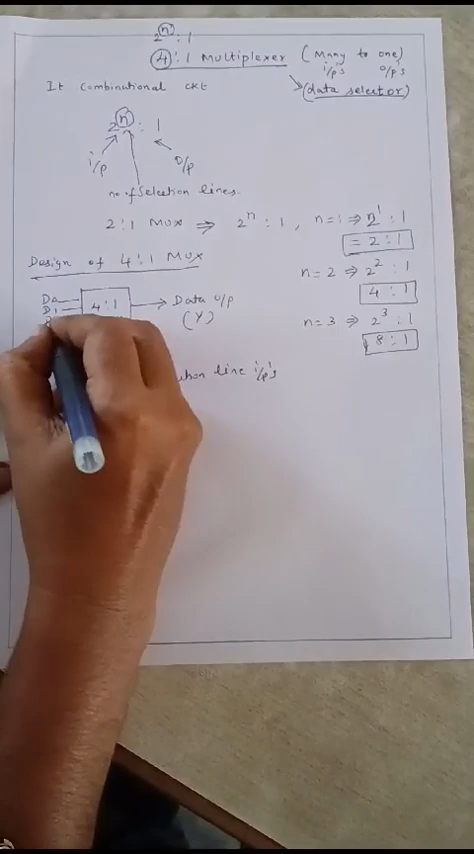 2ⁿ : 1
4 : 1 Multiplexer (Many to one)
i/p's o/p's
It Combinational ckt (data selector)
2ⁿ : 1
i/p o/p
no of Selection lines.
2 : 1 Mux ⇒ 2ⁿ : 1 , n=1 ⇒ 2¹ : 1
= 2 : 1
Design of 4 : 1 Mux
n = 2 ⇒ 2² : 1
4 : 1
D0 4 : 1 Data o/p
D1 (Y)
n = 3 ⇒ 2³ : 1
8 : 1
line i/p's